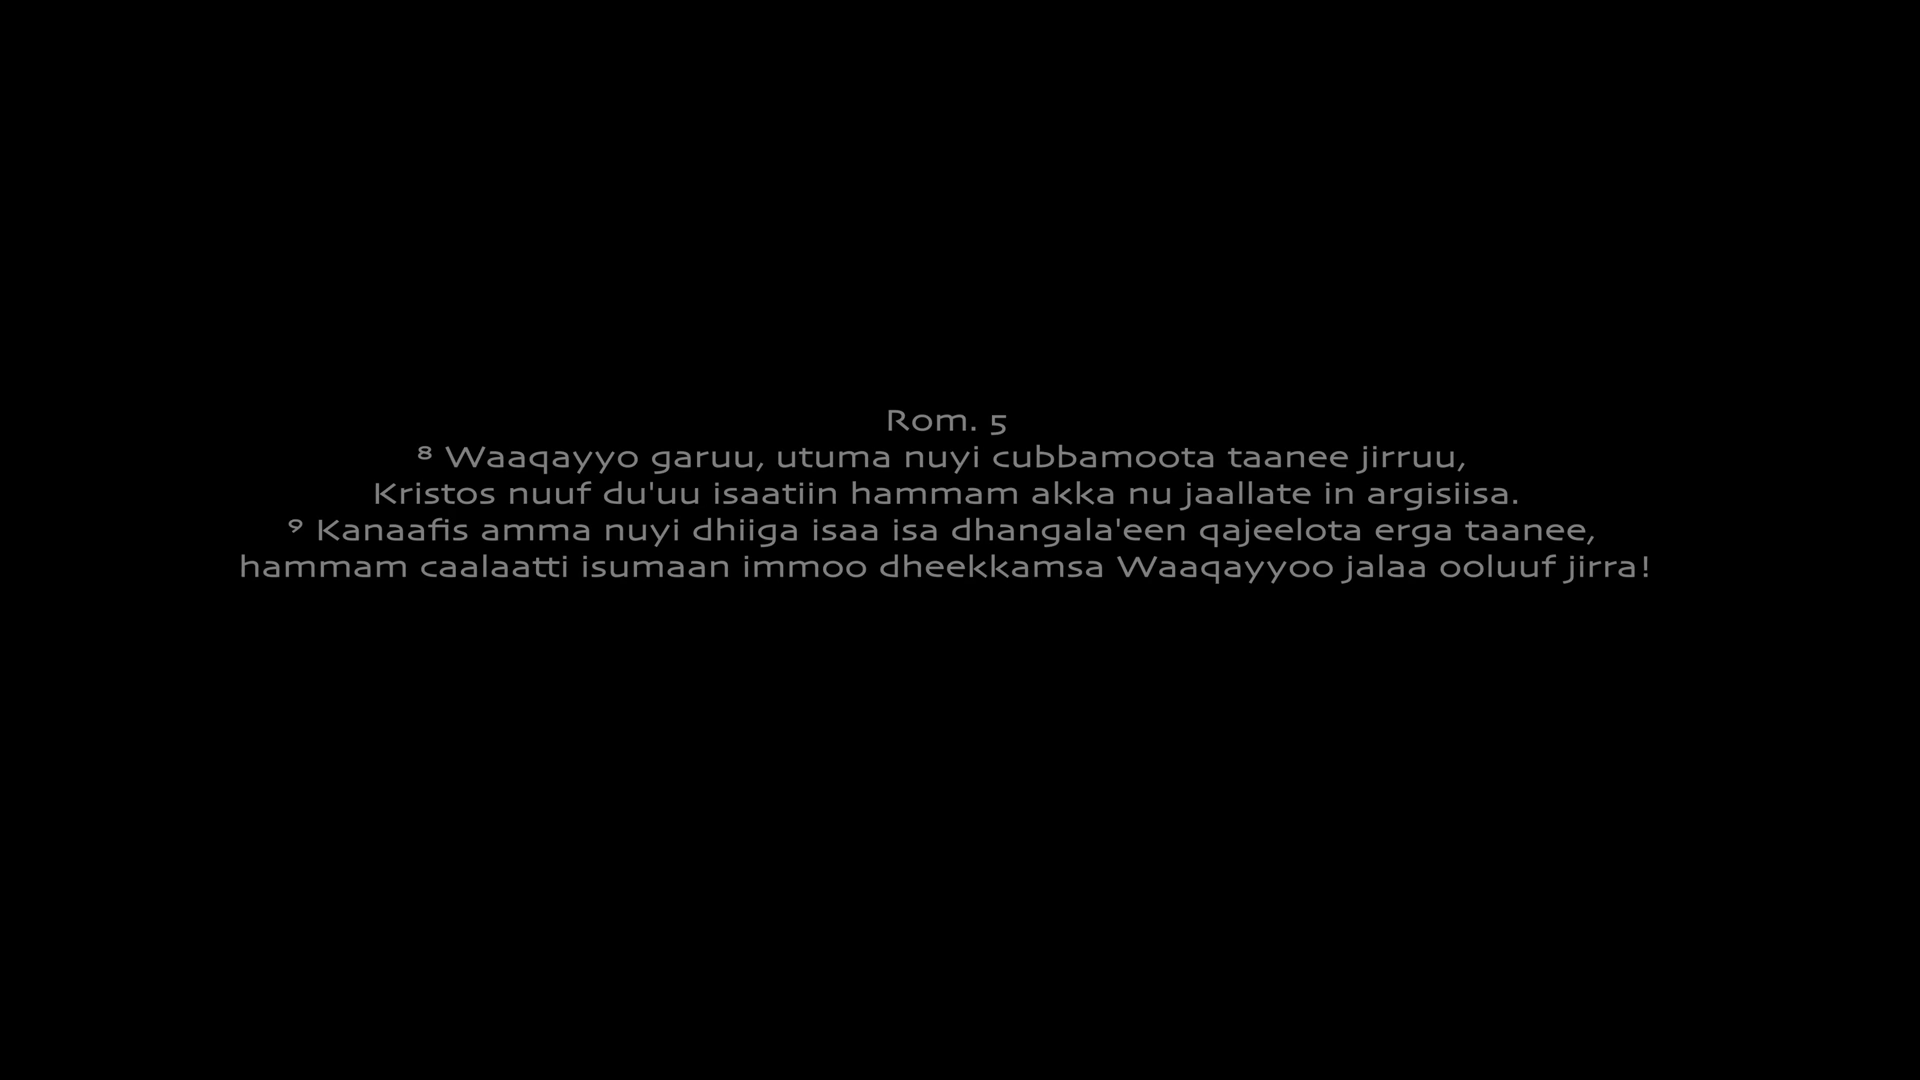 Rom. 5
⁸ Waaqayyo garuu, utuma nuyi cubbamoota taanee jirruu,
Kristos nuuf du'uu isaatiin hammam akka nu jaallate in argisiisa.
⁹ Kanaafis amma nuyi dhiiga isaa isa dhangala'een qajeelota erga taanee,
hammam caalaatti isumaan immoo dheekkamsa Waaqayyoo jalaa ooluuf jirra!